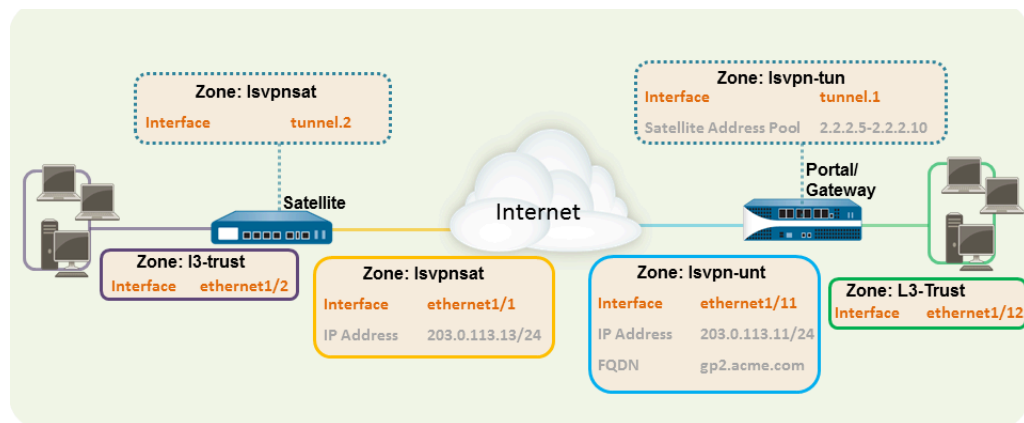 Zone: lsvpnsat
Interface tunnel.2
Zone: lsvpn-tun
Interface tunnel.1
Satellite Address Pool 2.2.2.5-2.2.2.10
Portal/
Gateway
Satellite
Internet
Zone: l3-trust
Interface ethernet1/2
Zone: lsvpnsat
Interface ethernet1/1
IP Address 203.0.113.13/24
Zone: lsvpn-unt
Interface ethernet1/11
IP Address 203.0.113.11/24
FQDN gp2.acme.com
Zone: L3-Trust
Interface ethernet1/12